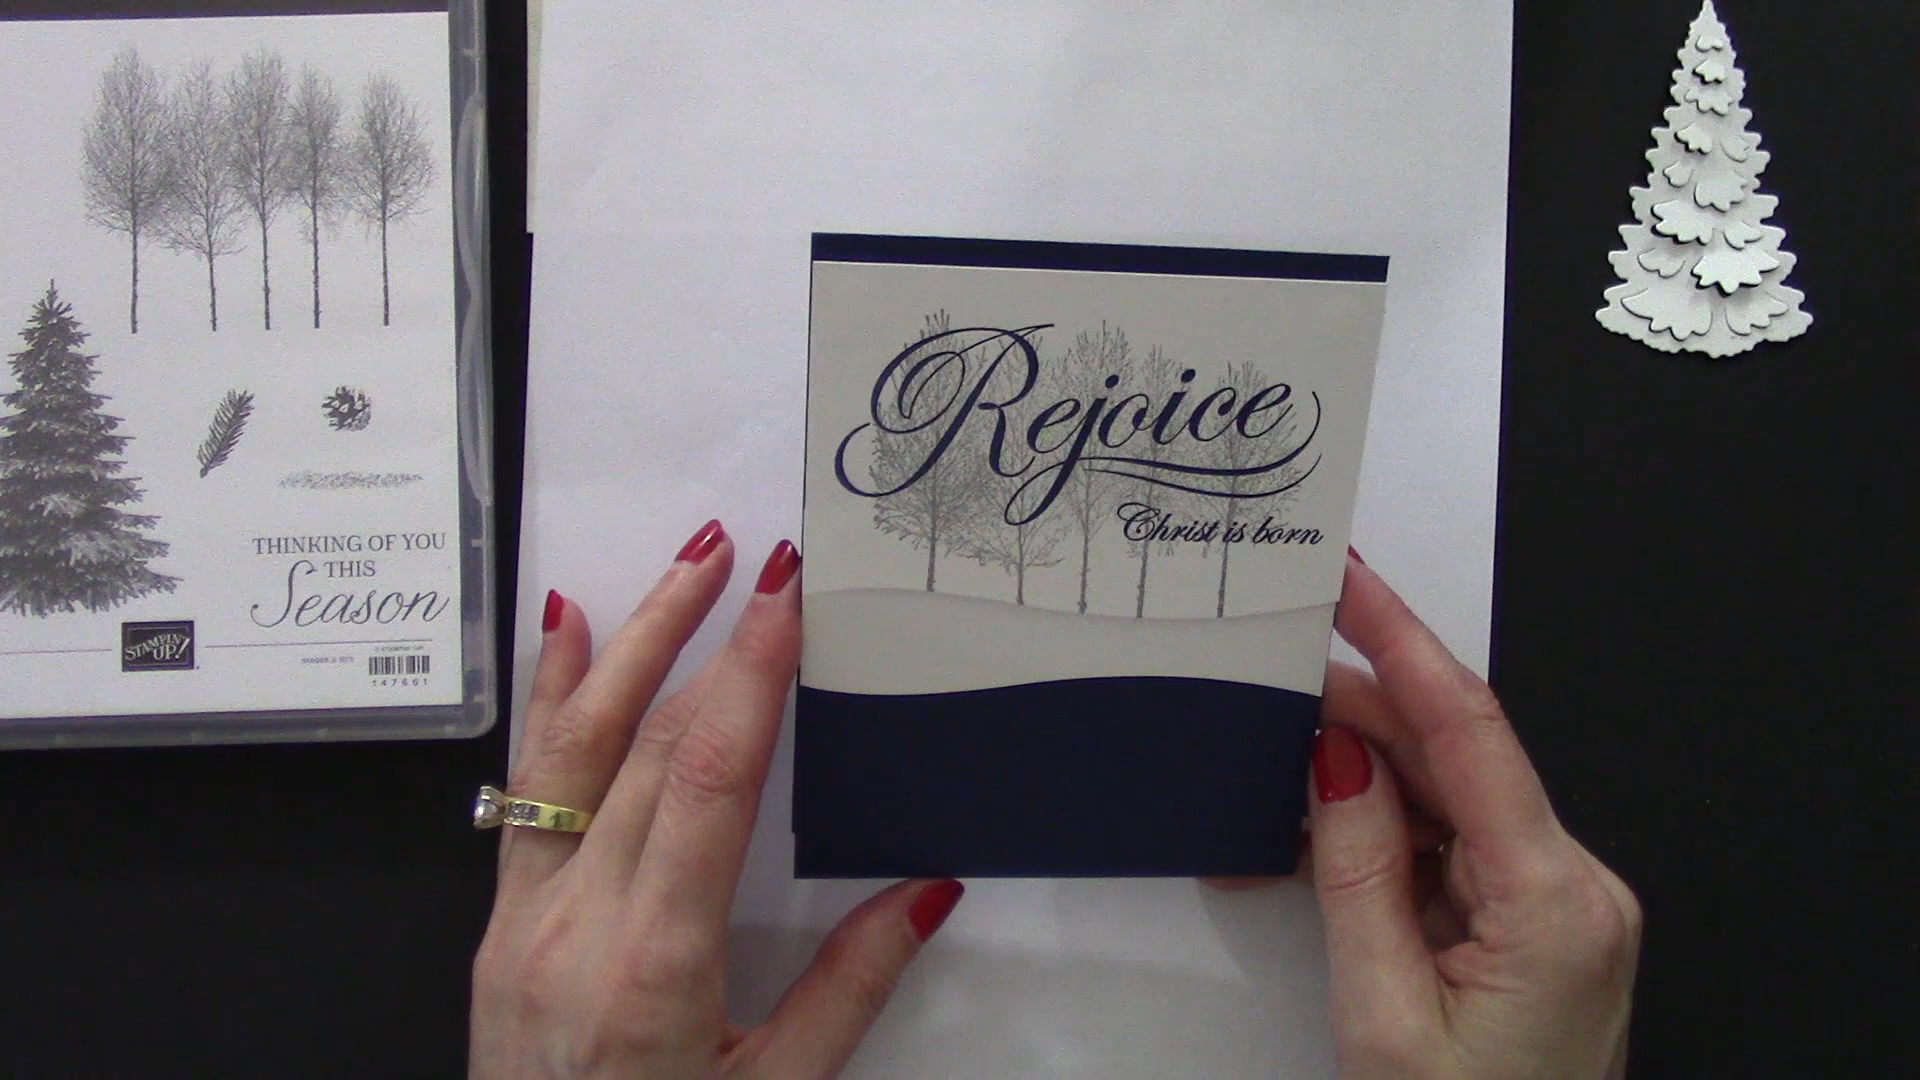 THINKING OF YOU
THIS
Season
STAMPIN'
UP!
147661
Rejoice
Christ is born